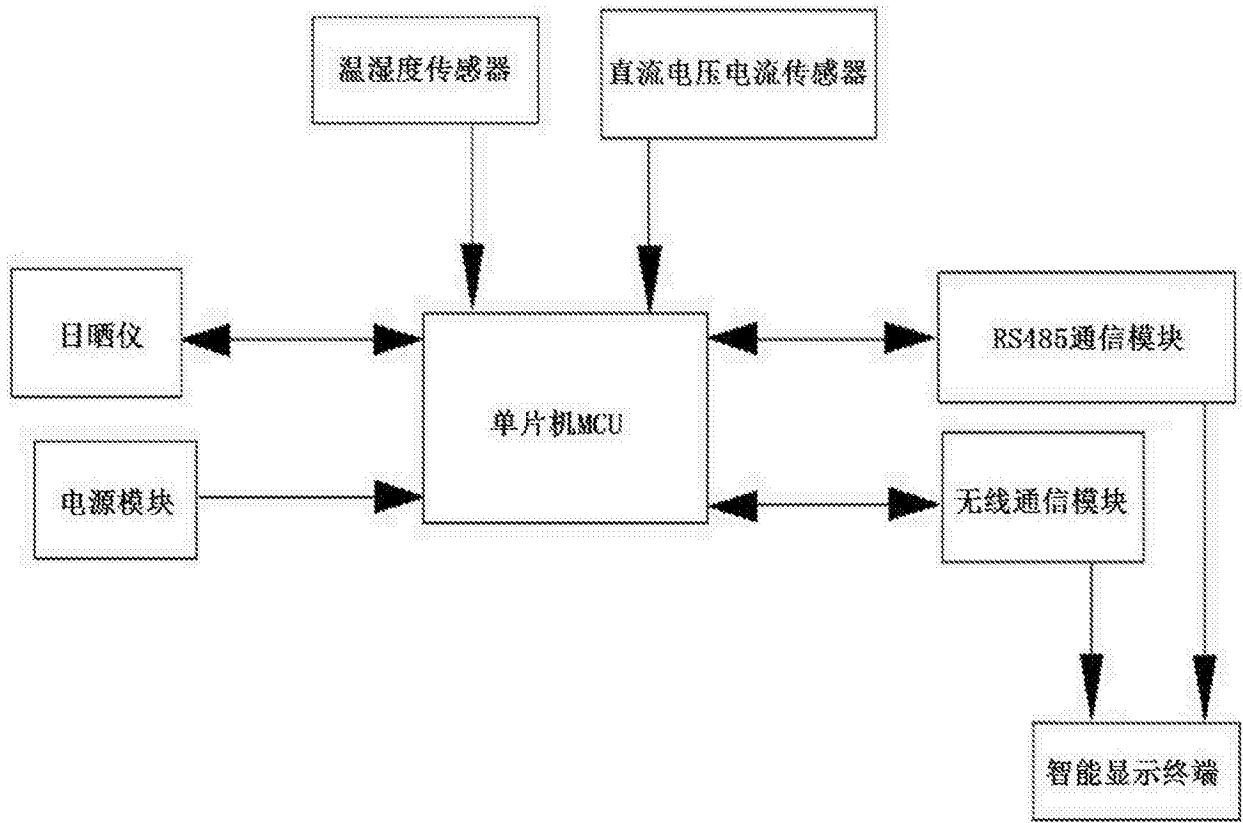 温湿度传感器
直流电压电流传感器
日晒仪
单片机MCU
RS485通信模块
电源模块
无线通信模块
智能显示终端